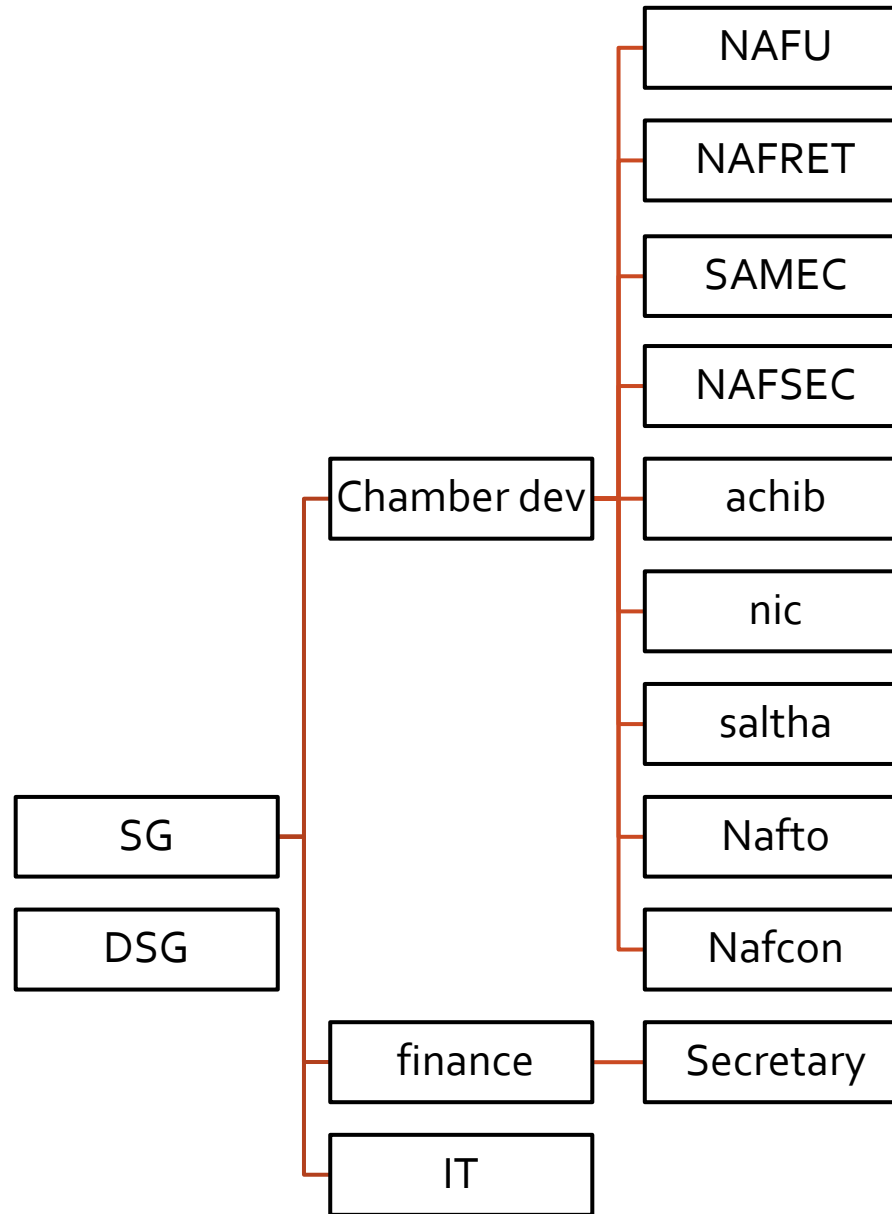 NAFU
NAFRET
SAMEC
NAFSEC
Chamber dev
achib
nic
saltha
SG
Nafto
DSG
Nafcon
finance
Secretary
IT